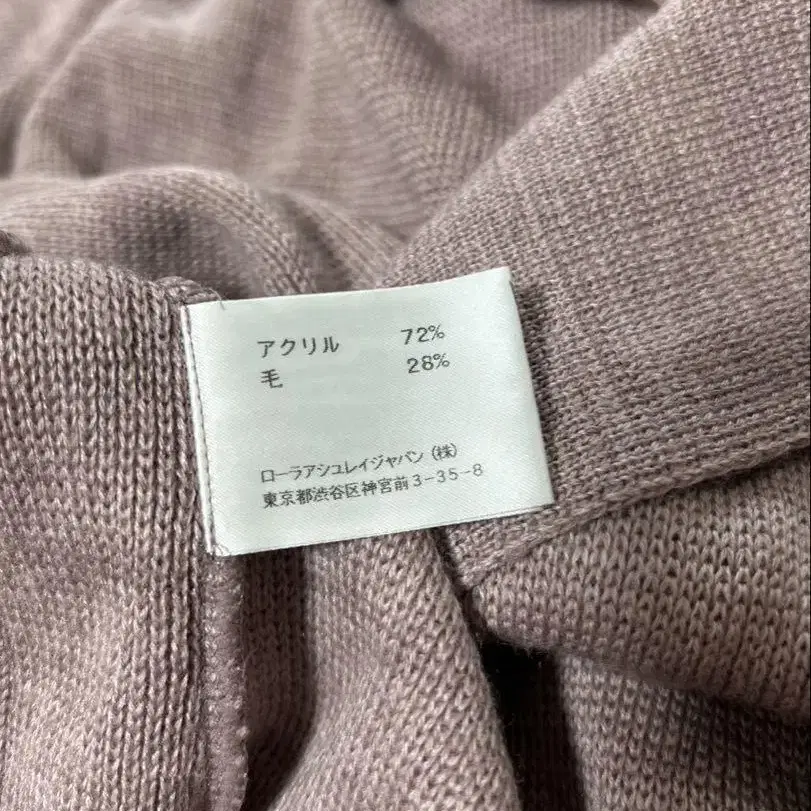 アクリル 72%
毛 28%
ローラアシュレイジャパン(株)
東京都渋谷区神宮前3-35-8